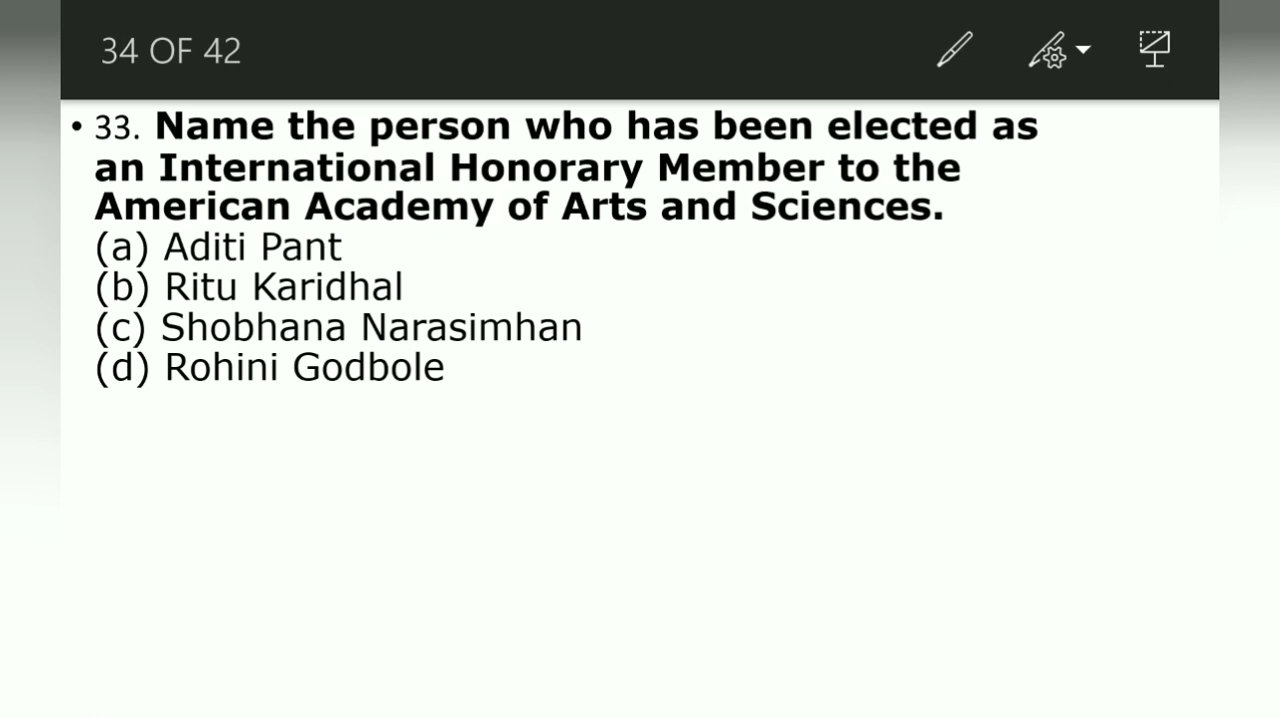 34 OF 42
• 33. Name the person who has been elected as
an International Honorary Member to the
American Academy of Arts and Sciences.
(a) Aditi Pant
(b) Ritu Karidhal
(c) Shobhana Narasimhan
(d) Rohini Godbole